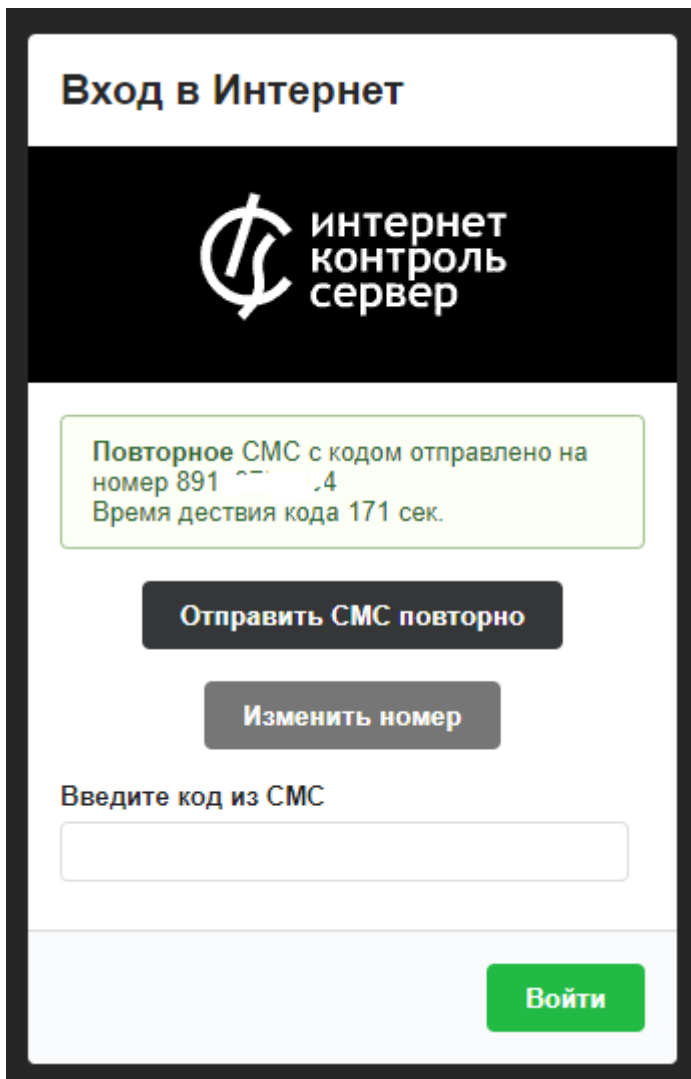 Вход в Интернет
интернет
контроль
сервер
Повторное СМС с кодом отправлено на
номер 891 4
Время дествия кода 171 сек.
Отправить СМС повторно
Изменить номер
Введите код из СМС
Войти